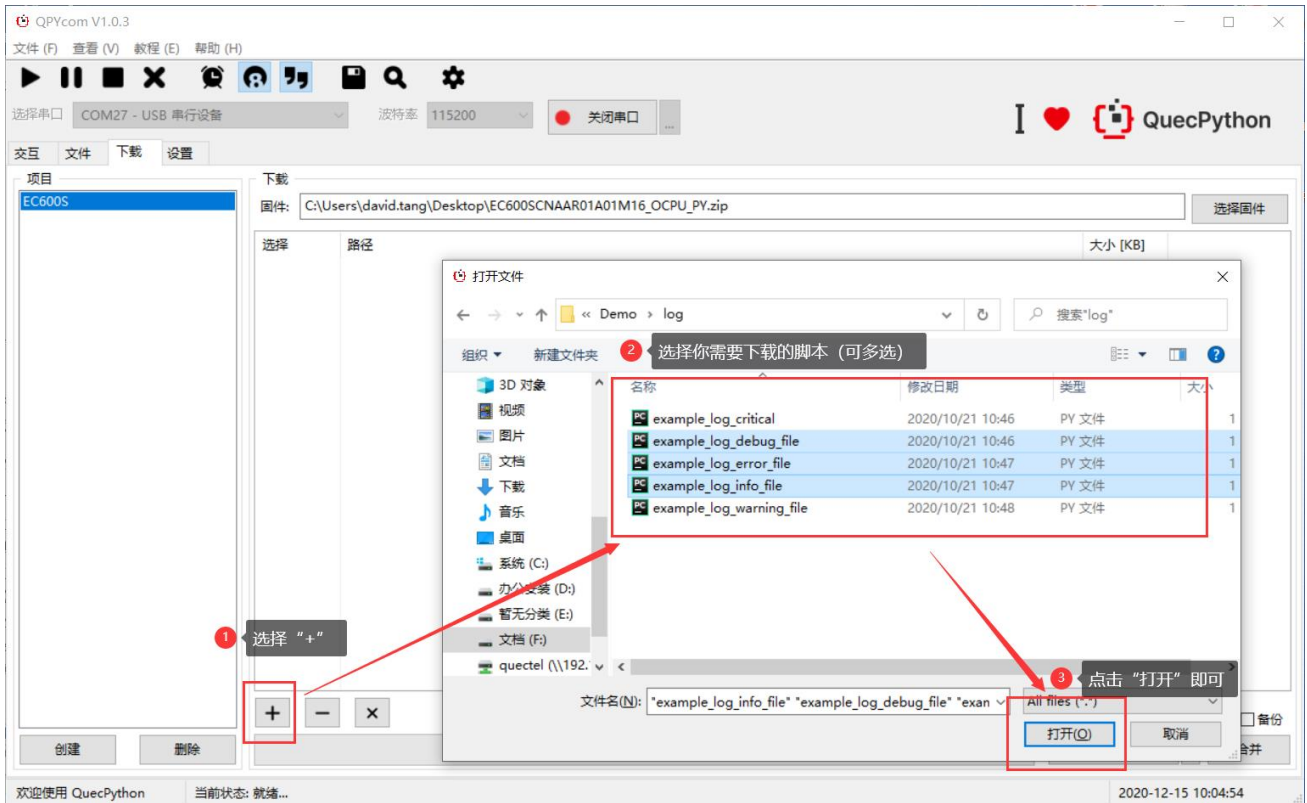 QPYcom V1.0.3
文件 (F) 查看 (V) 教程 (E) 帮助 (H)
选择串口 COM27 - USB 串行设备 波特率 115200 关闭串口 ...
I QuecPython
交互 文件 下载 设置
项目
EC600S
下载
固件: C:\Users\david.tang\Desktop\EC600SCNAAR01A01M16_OCPU_PY.zip 选择固件
选择 路径 大小 [KB]
打开文件
« Demo › log 搜索"log"
组织 新建文件夹
2 选择你需要下载的脚本（可多选）
3D 对象
视频
图片
文档
下载
音乐
桌面
系统 (C:)
办公安装 (D:)
暂无分类 (E:)
文档 (F:)
quectel (\\192.
名称 修改日期 类型 大小
example_log_critical 2020/10/21 10:46 PY 文件 1
example_log_debug_file 2020/10/21 10:46 PY 文件 1
example_log_error_file 2020/10/21 10:47 PY 文件 1
example_log_info_file 2020/10/21 10:47 PY 文件 1
example_log_warning_file 2020/10/21 10:48 PY 文件 1
1 选择“+”
3 点击“打开”即可
文件名(N): "example_log_info_file" "example_log_debug_file" "exan All files (*.*)
打开(O) 取消
备份
合并
创建 删除
欢迎使用 QuecPython 当前状态: 就绪... 2020-12-15 10:04:54